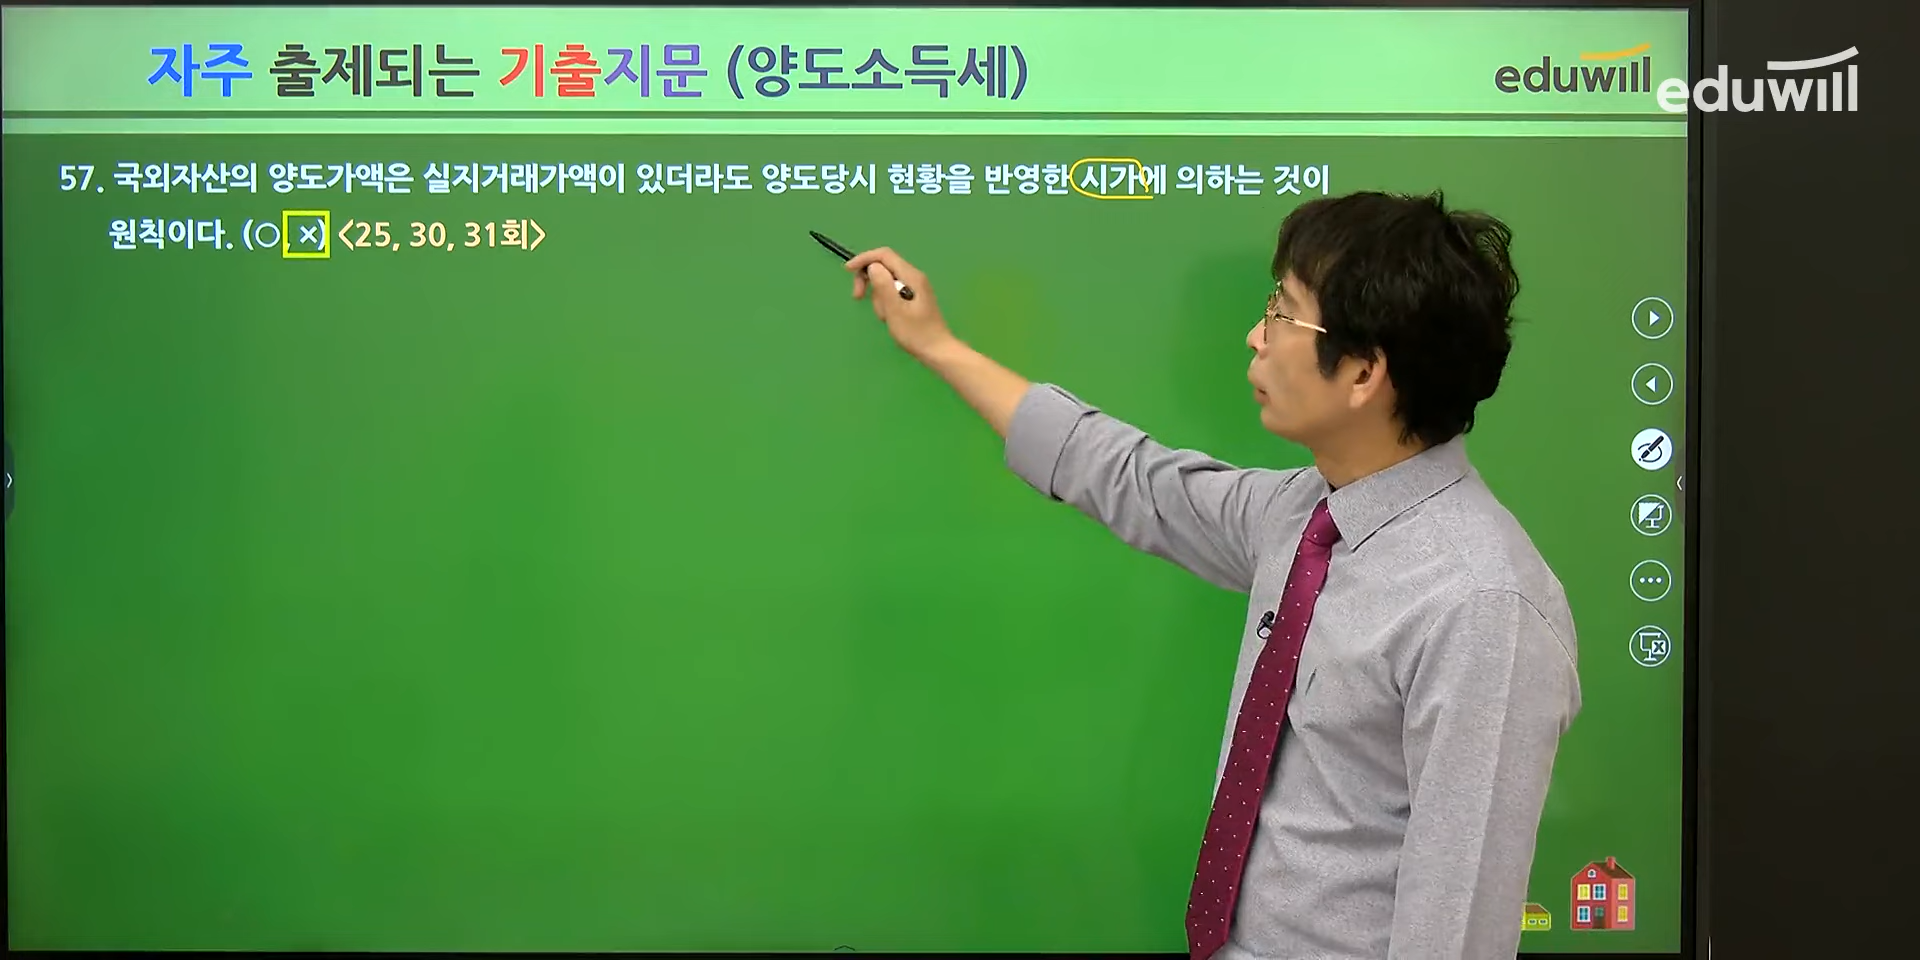 자주 출제되는 기출지문 (양도소득세)
eduwill
eduwill
57. 국외자산의 양도가액은 실지거래가액이 있더라도 양도당시 현황을 반영한 시가에 의하는 것이
원칙이다. (○, ×) <25, 30, 31회>